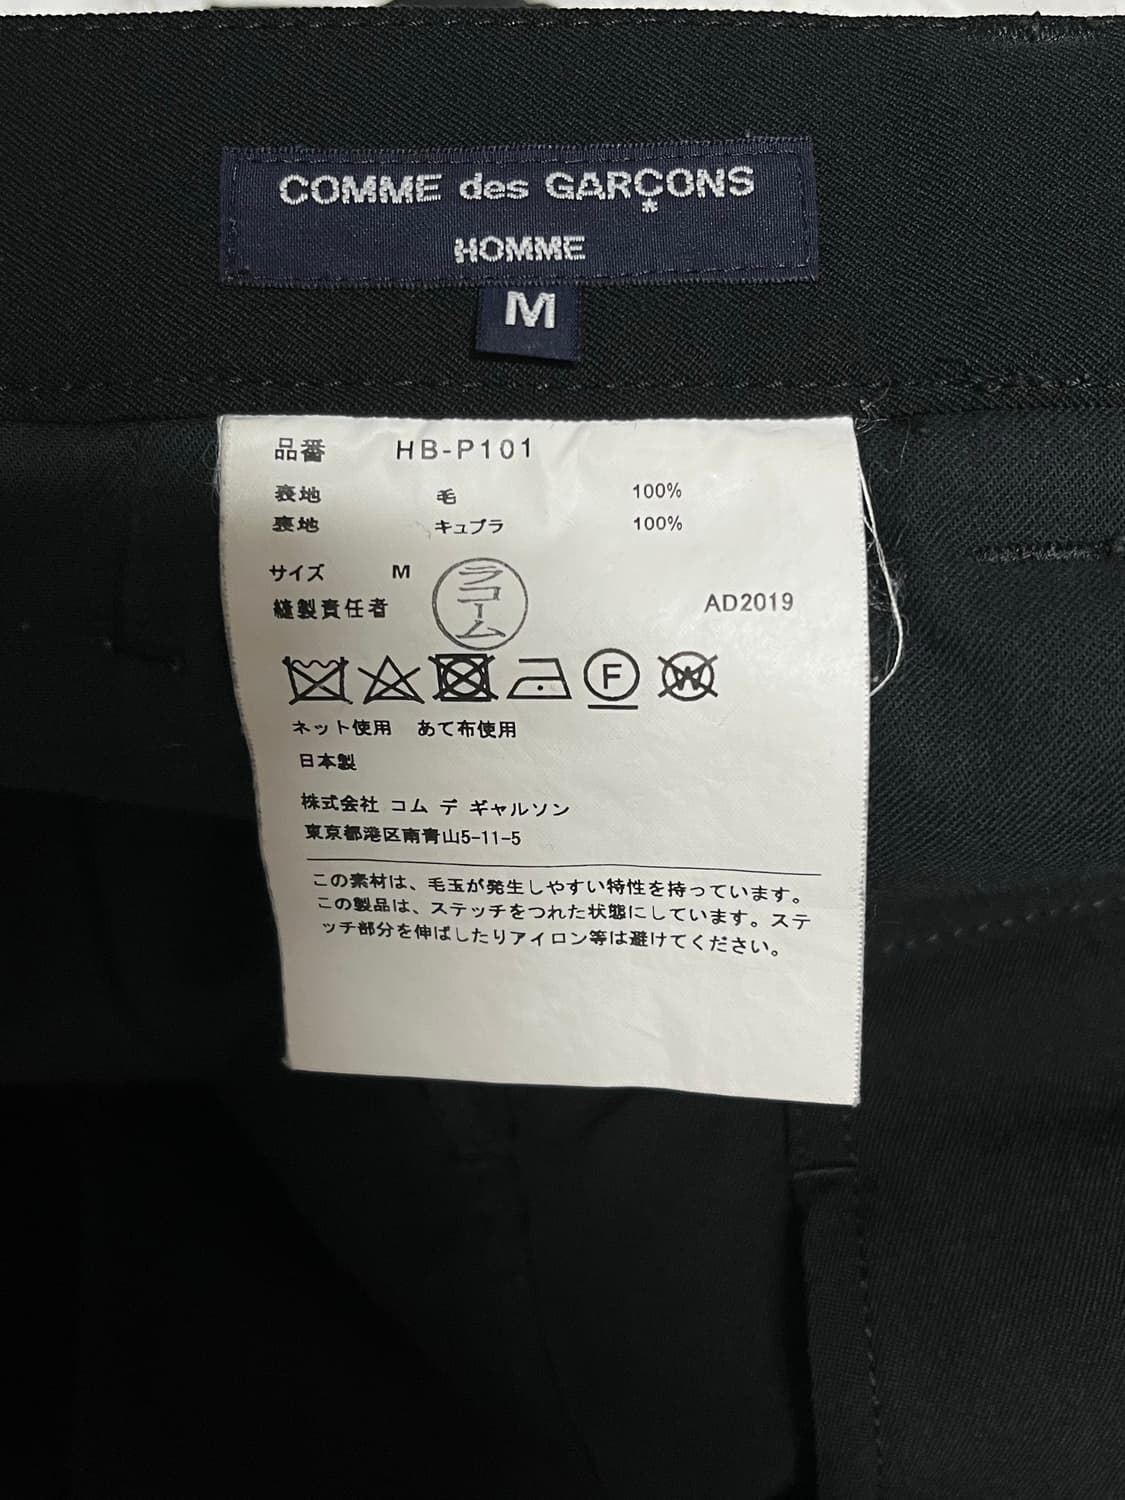 COMME des GARÇONS
HOMME
M
品番 HB-P101
表地 毛 100%
裏地 キュプラ 100%
サイズ M
縫製責任者 ラコーム AD2019
F W
ネット使用 あて布使用
日本製
株式会社 コム デ ギャルソン
東京都港区南青山5-11-5
この素材は、毛玉が発生しやすい特性を持っています。
この製品は、ステッチをつれた状態にしています。ステ
ッチ部分を伸ばしたりアイロン等は避けてください。